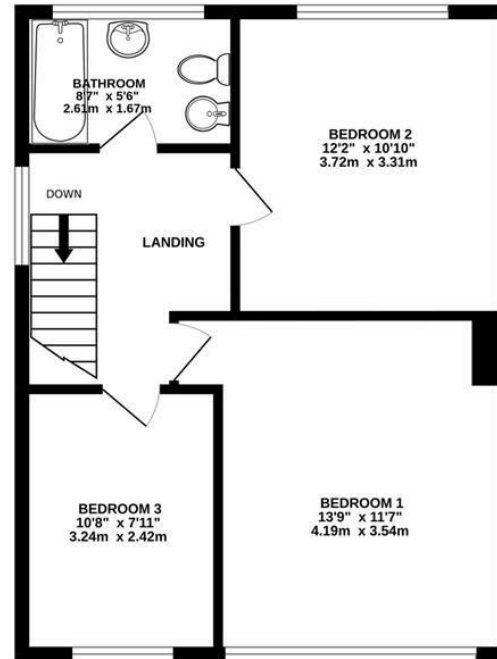 BATHROOM
8'7" x 5'6"
2.61m x 1.67m
BEDROOM 2
12'2" x 10'10"
3.72m x 3.31m
DOWN
LANDING
BEDROOM 3
10'8" x 7'11"
3.24m x 2.42m
BEDROOM 1
13'9" x 11'7"
4.19m x 3.54m